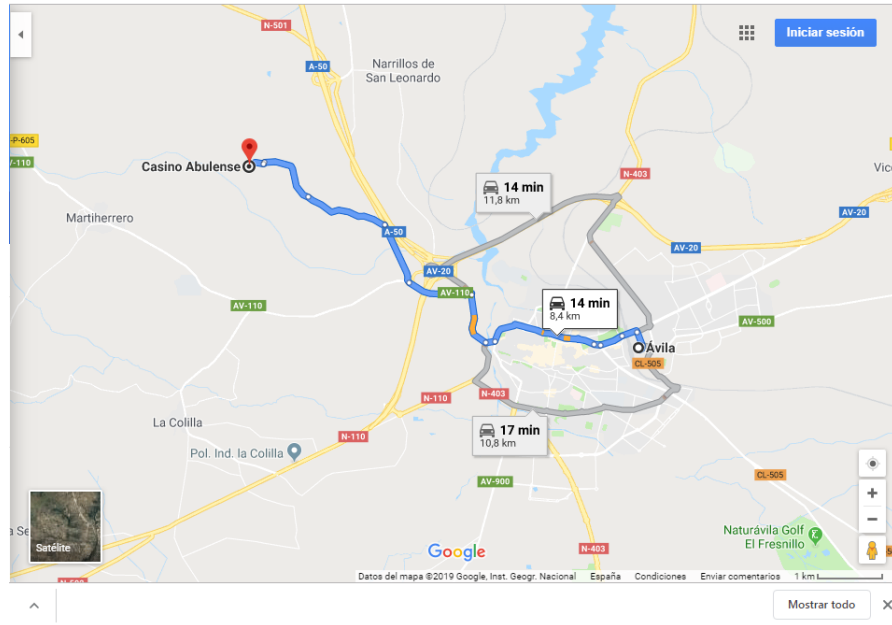 N-501
Iniciar sesión
A-50
Narrillos de
San Leonardo
-P-605
AV-110
Casino Abulense
N-403
14 min
11,8 km
Martiherrero
AV-20
A-50
AV-20
AV-20
AV-110
AV-110
14 min
8,4 km
AV-500
Ávila
CL-505
N-110
N-403
La Colilla
17 min
10,8 km
N-110
Pol. Ind. la Colilla
CL-505
AV-900
Satélite
Naturávila Golf
El Fresnillo
Google
N-403
Datos del mapa ©2019 Google, Inst. Geogr. Nacional España Condiciones Enviar comentarios 1 km
Mostrar todo